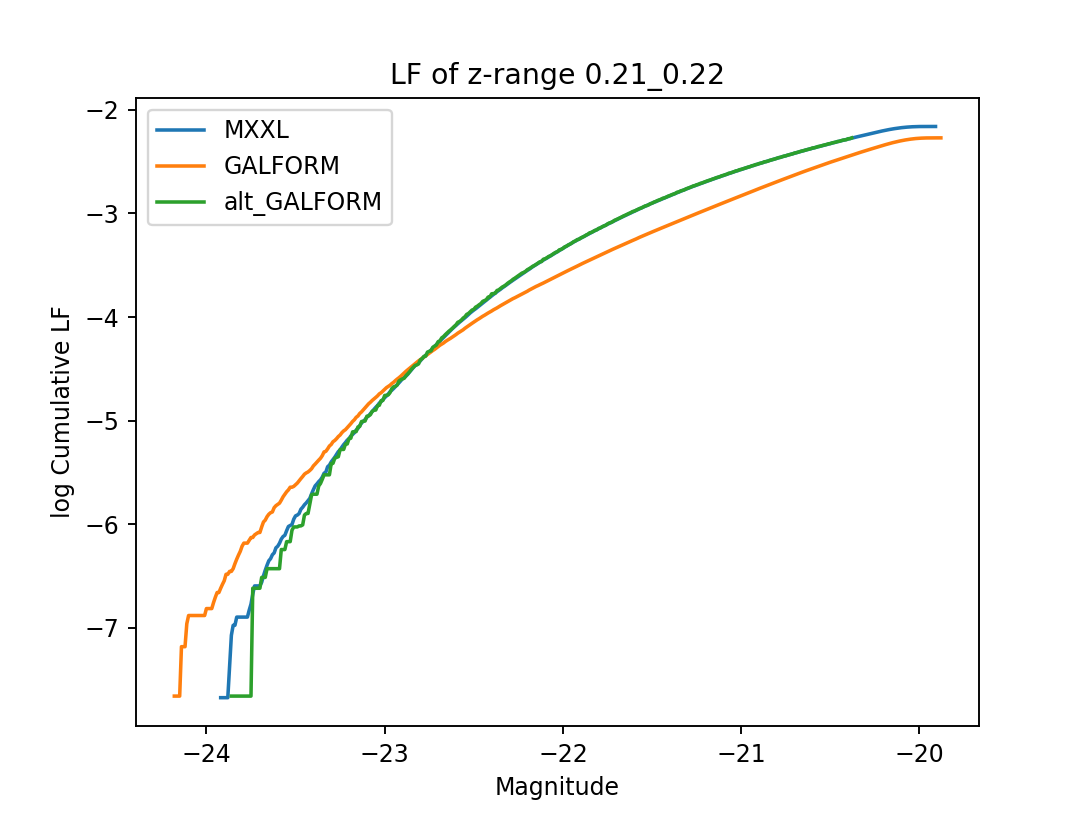 LF of z-range 0.21_0.22
MXXL
GALFORM
alt_GALFORM
log Cumulative LF
−2
−3
−4
−5
−6
−7
−24
−23
−22
−21
−20
Magnitude